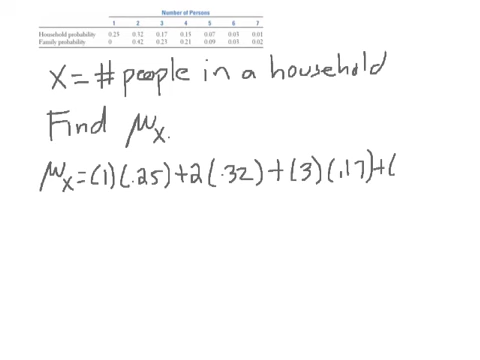 Number of Persons
1 2 3 4 5 6 7
Household probability 0.25 0.32 0.17 0.15 0.07 0.03 0.01
Family probability 0 0.42 0.23 0.21 0.09 0.03 0.02
X = # people in a household
Find μx.
μx = (1)(.25) + 2(.32) + (3)(.17) + (